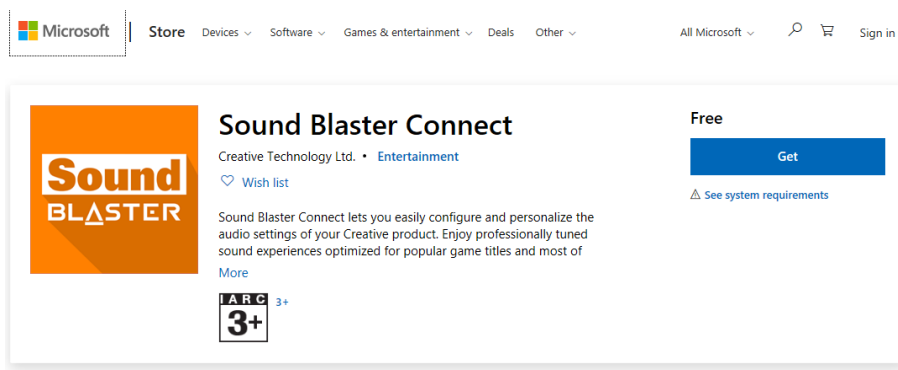 Microsoft Store Devices Software Games & entertainment Deals Other All Microsoft Sign in
Sound BLASTER
Sound Blaster Connect
Creative Technology Ltd. • Entertainment
Wish list
Sound Blaster Connect lets you easily configure and personalize the
audio settings of your Creative product. Enjoy professionally tuned
sound experiences optimized for popular game titles and most of
More
IARC
3+
3+
Free
Get
See system requirements